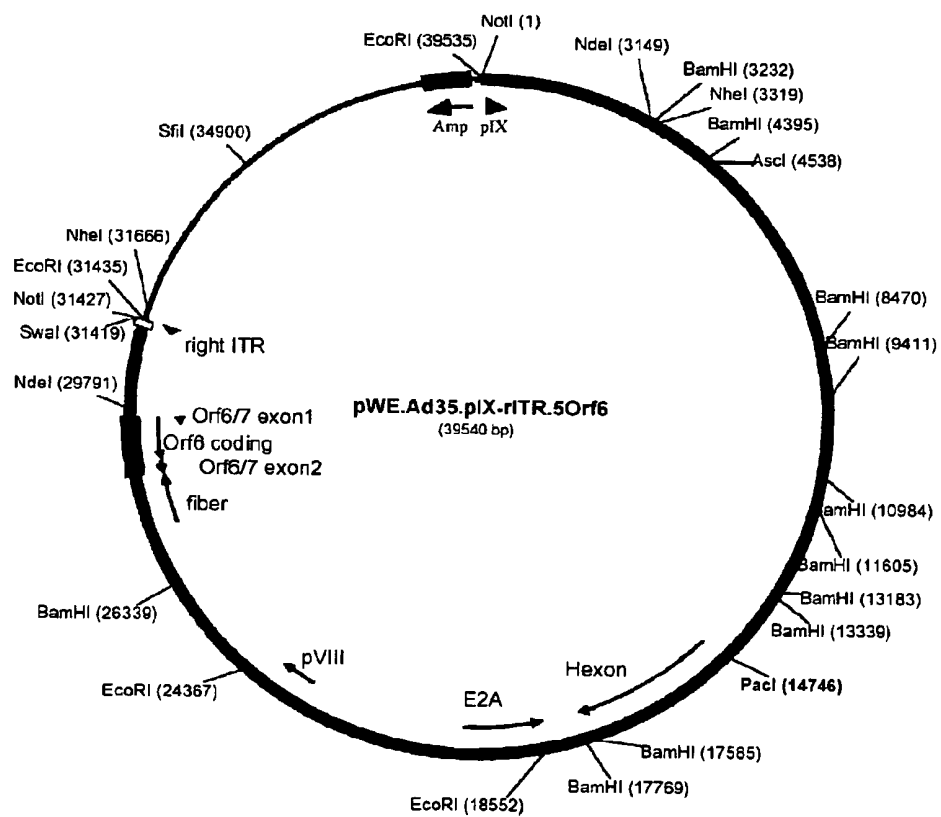 NotI (1)
EcoRI (39535)
NdeI (3149)
BamHI (3232)
NheI (3319)
BamHI (4395)
AscI (4538)
Amp
pIX
SfiI (34900)
NheI (31666)
EcoRI (31435)
NotI (31427)
SwaI (31419)
right ITR
BamHI (8470)
BamHI (9411)
NdeI (29791)
pWE.Ad35.pIX-rITR.5Orf6
(39540 bp)
Orf6/7 exon1
Orf6 coding
Orf6/7 exon2
fiber
amHI (10984)
BamHI (11605)
BamHI (13183)
BamHI (13339)
BamHI (26339)
pVIII
Hexon
PacI (14746)
EcoRI (24367)
E2A
BamHI (17585)
BamHI (17769)
EcoRI (18552)